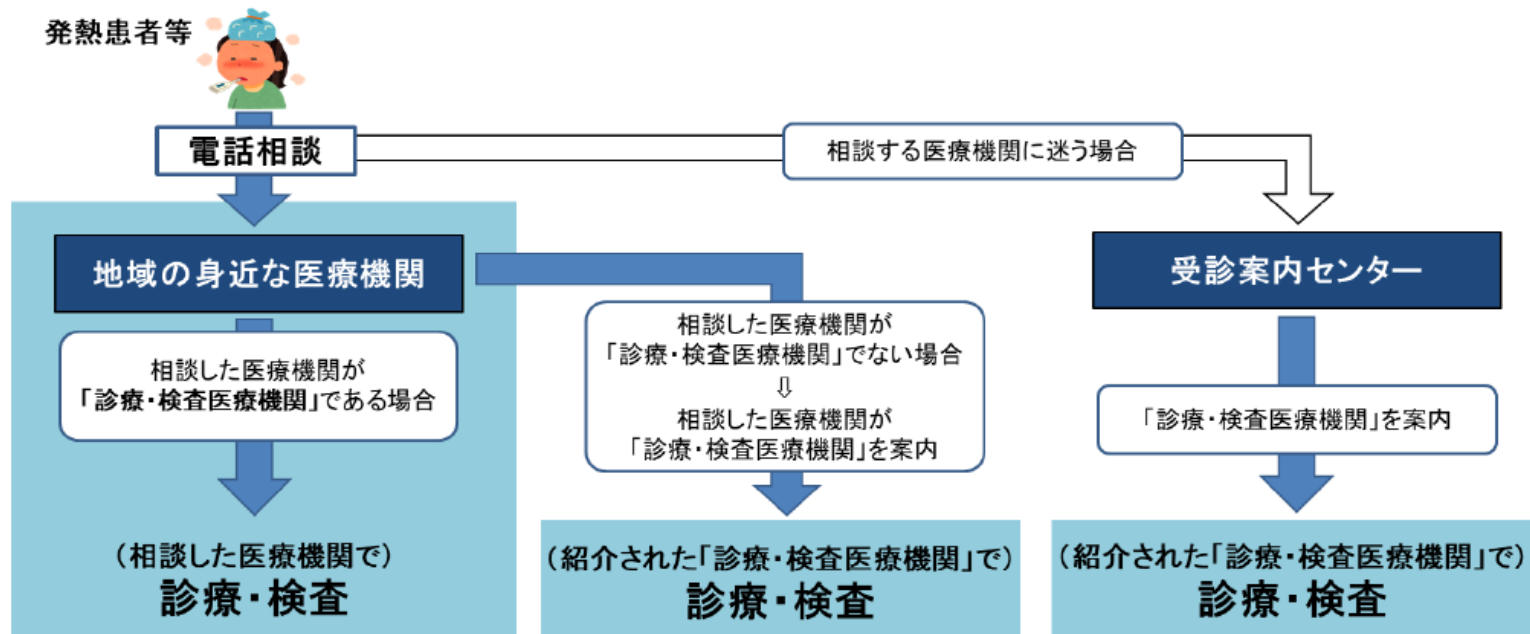 発熱患者等
電話相談
相談する医療機関に迷う場合
地域の身近な医療機関
受診案内センター
相談した医療機関が
「診療・検査医療機関」である場合
相談した医療機関が
「診療・検査医療機関」でない場合
⇩
相談した医療機関が
「診療・検査医療機関」を案内
「診療・検査医療機関」を案内
(相談した医療機関で)
診療・検査
(紹介された「診療・検査医療機関」で)
診療・検査
(紹介された「診療・検査医療機関」で)
診療・検査